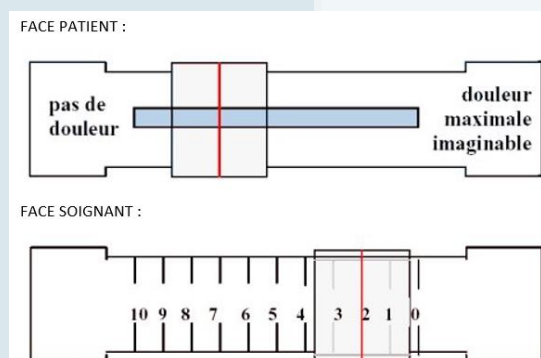 FACE PATIENT :
pas de
douleur
douleur
maximale
imaginable
FACE SOIGNANT :
10 9 8 7 6 5 4 3 2 1 0